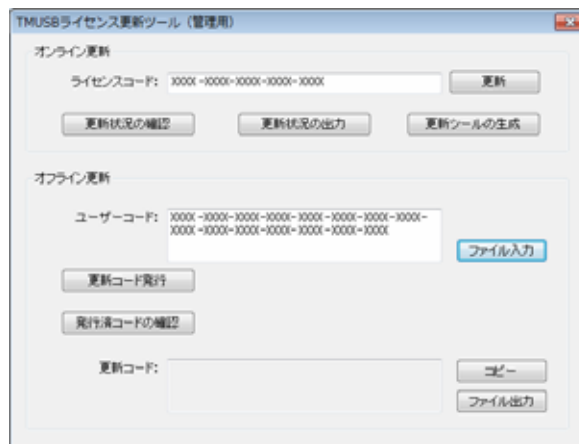 TMUSBライセンス更新ツール（管理用）
オンライン更新
ライセンスコード: XXXX-XXXX-XXXX-XXXX-XXXX 更新
更新状況の確認 更新状況の出力 更新ツールの生成
オフライン更新
ユーザーコード: XXXX-XXXX-XXXX-XXXX-XXXX-XXXX-XXXX-XXXX-
XXXX-XXXX-XXXX-XXXX-XXXX-XXXX-XXXX
ファイル入力
更新コード発行
発行済コードの確認
更新コード: コピー
ファイル出力